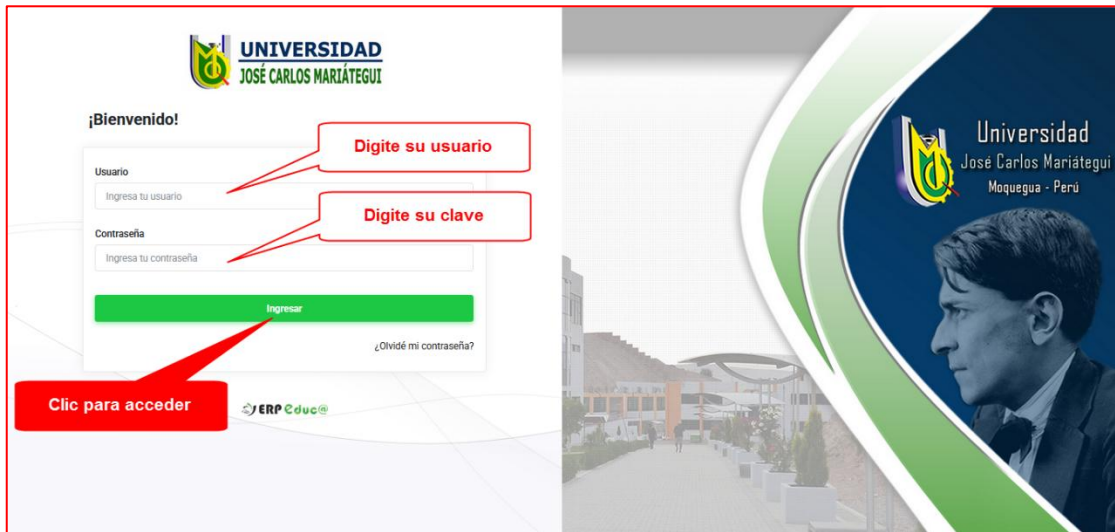 UNIVERSIDAD
JOSÉ CARLOS MARIÁTEGUI
¡Bienvenido!
Digite su usuario
Usuario
Ingresa tu usuario
Digite su clave
Contraseña
Ingresa tu contraseña
Ingresar
¿Olvidé mi contraseña?
Clic para acceder
ERP Educ@
Universidad
José Carlos Mariátegui
Moquegua - Perú